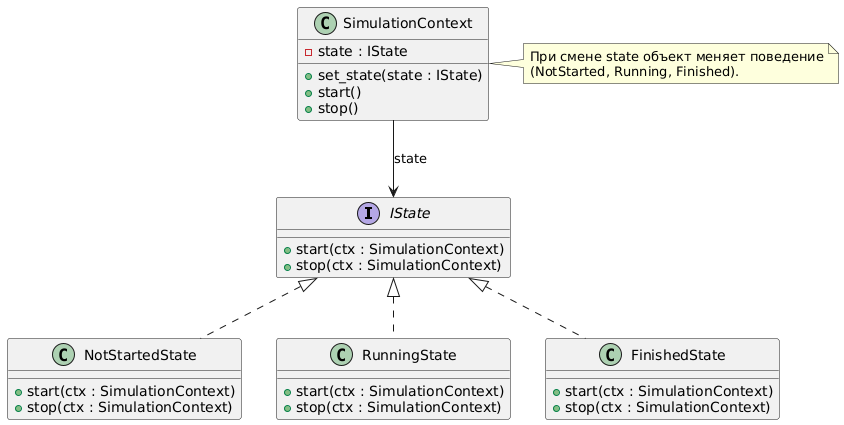 C SimulationContext
state : IState
set_state(state : IState)
start()
stop()
При смене state объект меняет поведение
(NotStarted, Running, Finished).
state
I IState
start(ctx : SimulationContext)
stop(ctx : SimulationContext)
C NotStartedState
start(ctx : SimulationContext)
stop(ctx : SimulationContext)
C RunningState
start(ctx : SimulationContext)
stop(ctx : SimulationContext)
C FinishedState
start(ctx : SimulationContext)
stop(ctx : SimulationContext)